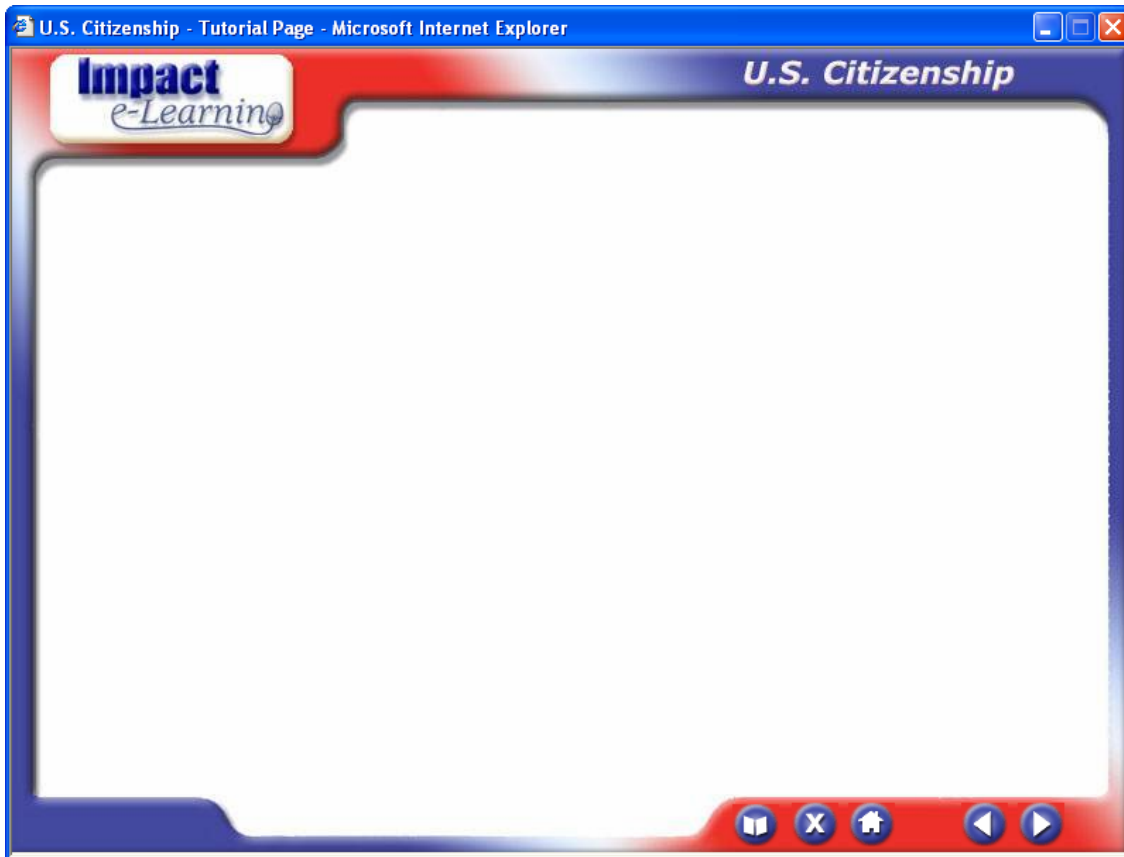 U.S. Citizenship - Tutorial Page - Microsoft Internet Explorer
Impact
e-Learning
U.S. Citizenship
X